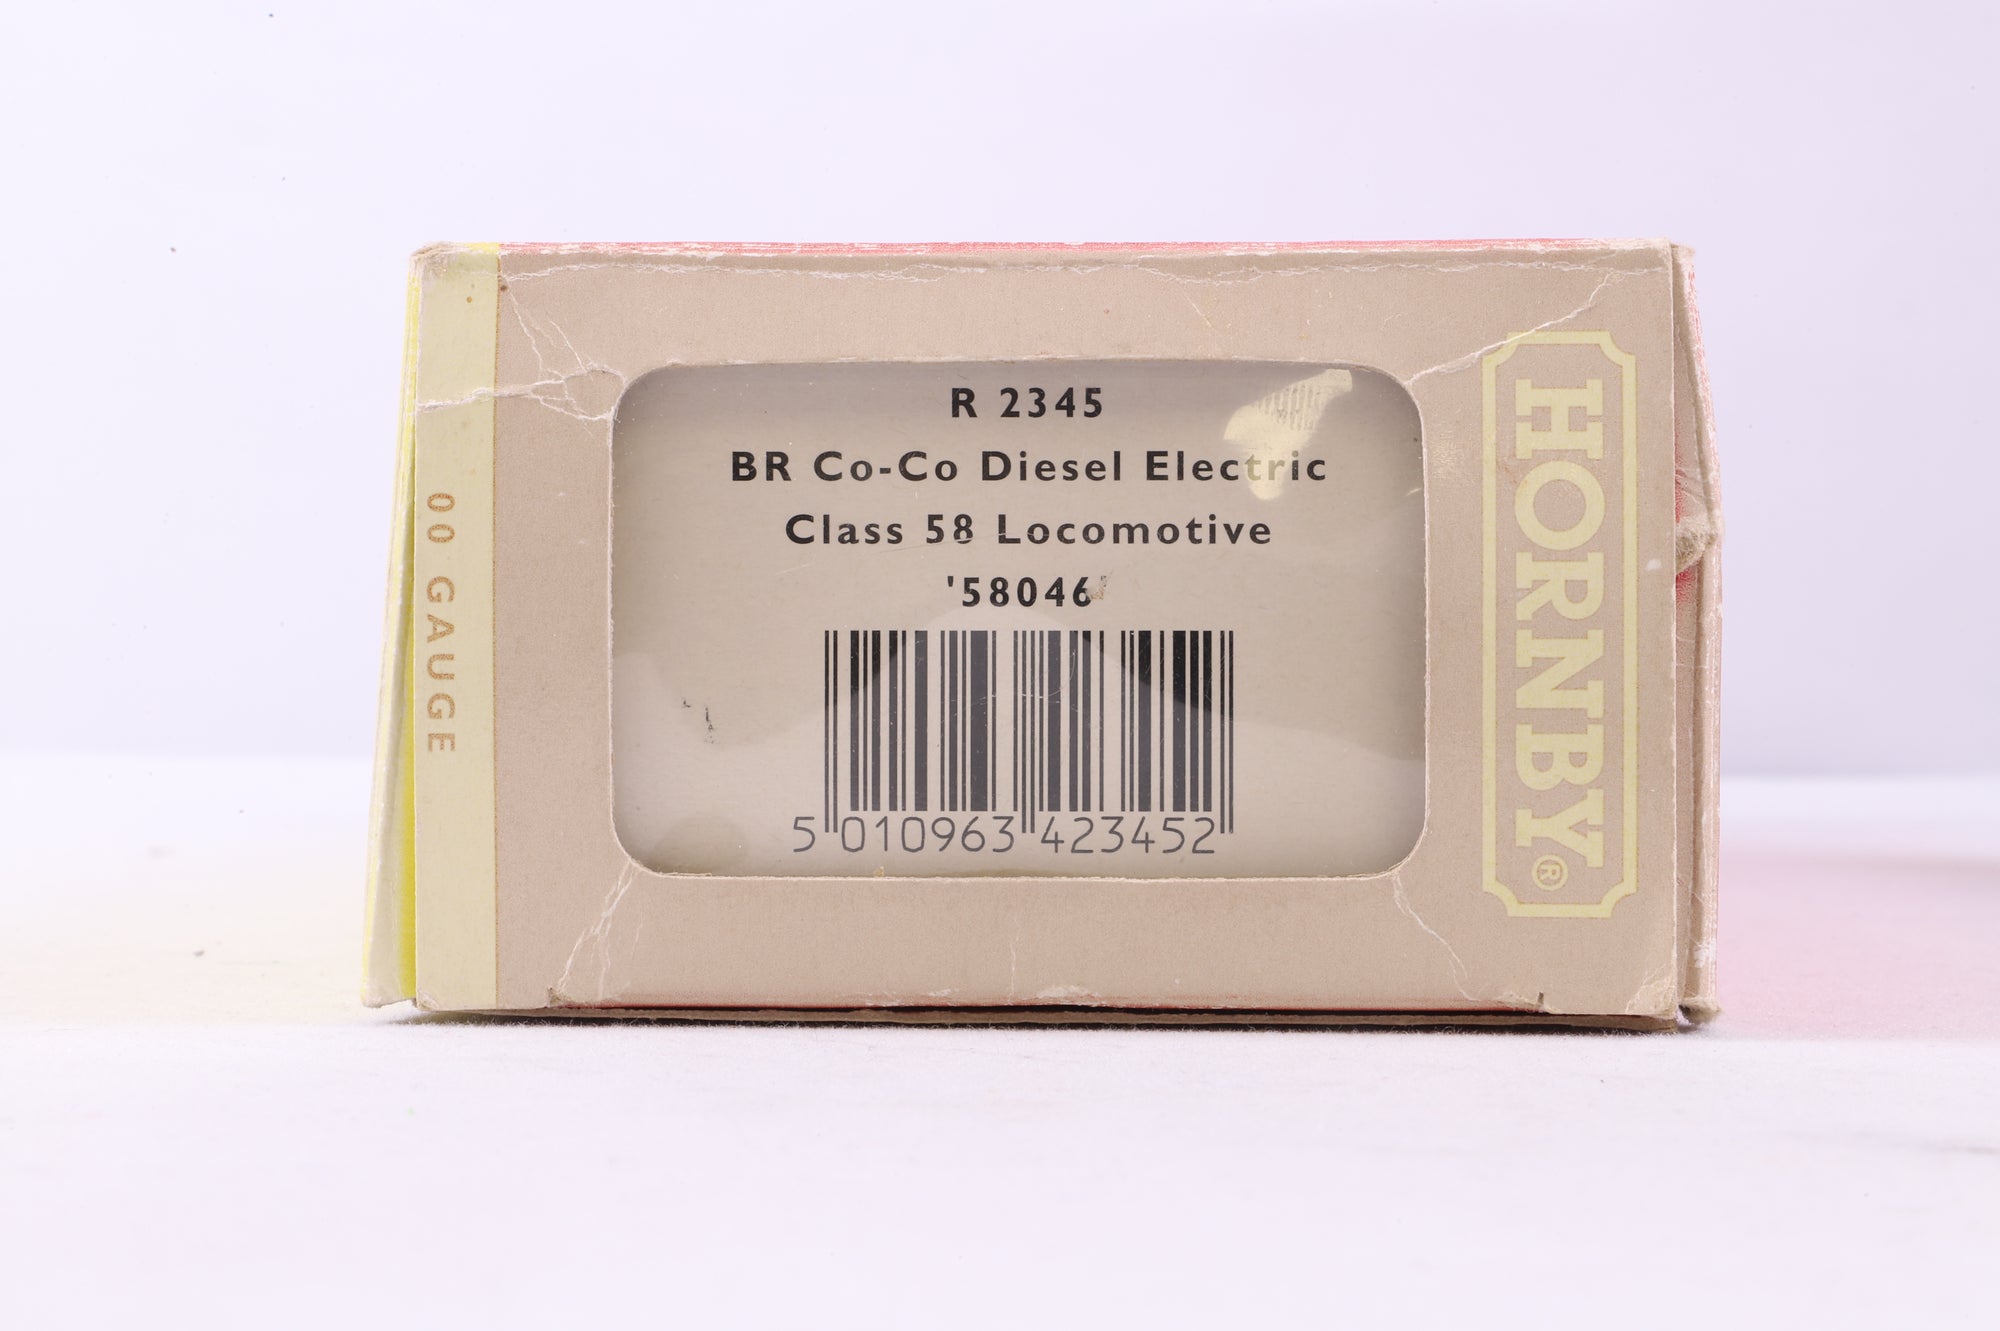 R 2345
BR Co-Co Diesel Electric
Class 58 Locomotive
'58046'
5 010963 423452
00 GAUGE
HORNBY®